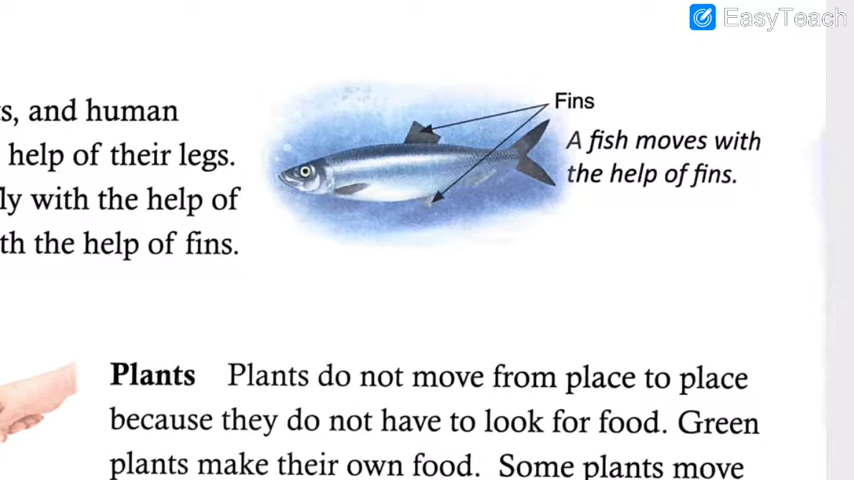 EasyTeach
s, and human
help of their legs.
ly with the help of
th the help of fins.
Fins
A fish moves with
the help of fins.
Plants Plants do not move from place to place
because they do not have to look for food. Green
plants make their own food. Some plants move